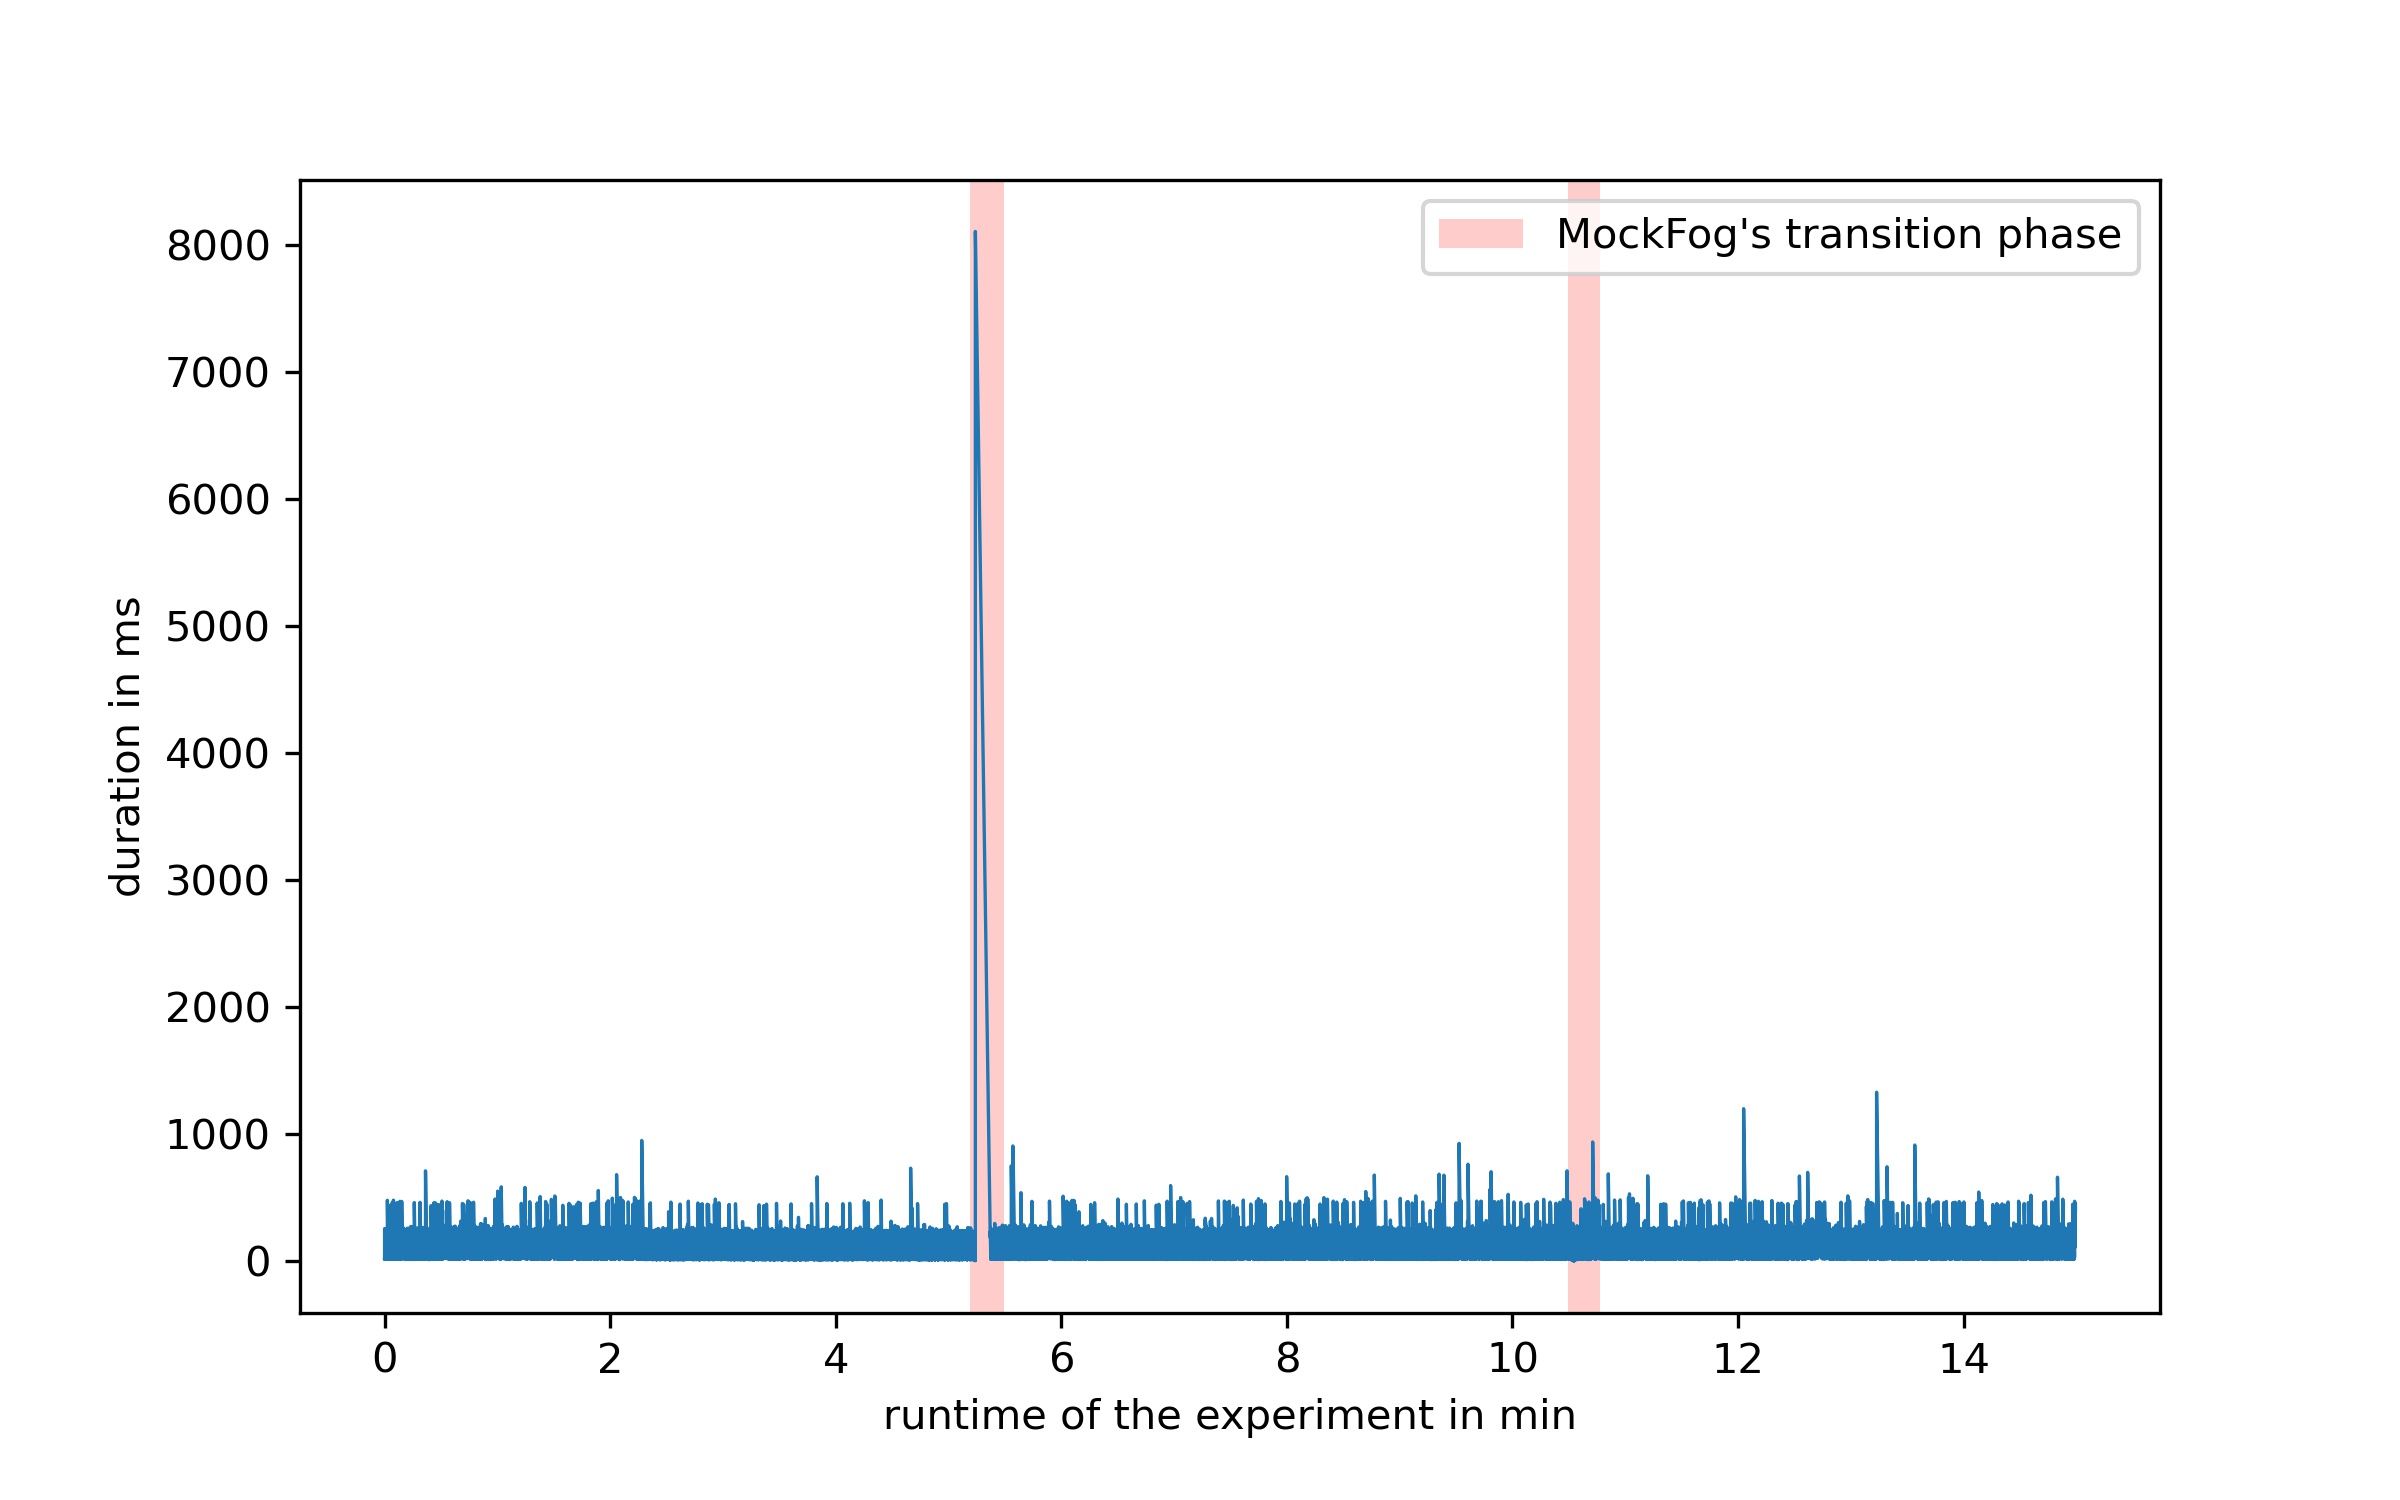 MockFog's transition phase
8000
7000
6000
5000
4000
3000
2000
1000
0
duration in ms
0 2 4 6 8 10 12 14
runtime of the experiment in min